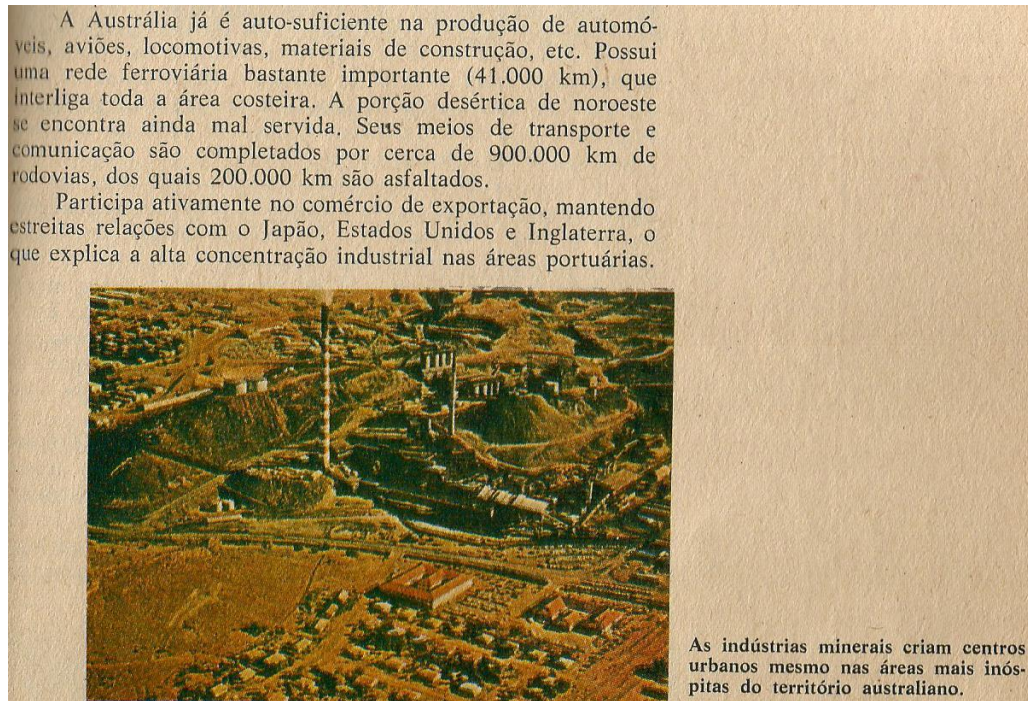 A Austrália já é auto-suficiente na produção de automó-
veis, aviões, locomotivas, materiais de construção, etc. Possui
uma rede ferroviária bastante importante (41.000 km), que
interliga toda a área costeira. A porção desértica de noroeste
se encontra ainda mal servida. Seus meios de transporte e
comunicação são completados por cerca de 900.000 km de
rodovias, dos quais 200.000 km são asfaltados.
Participa ativamente no comércio de exportação, mantendo
estreitas relações com o Japão, Estados Unidos e Inglaterra, o
que explica a alta concentração industrial nas áreas portuárias.
As indústrias minerais criam centros
urbanos mesmo nas áreas mais inós-
pitas do território australiano.